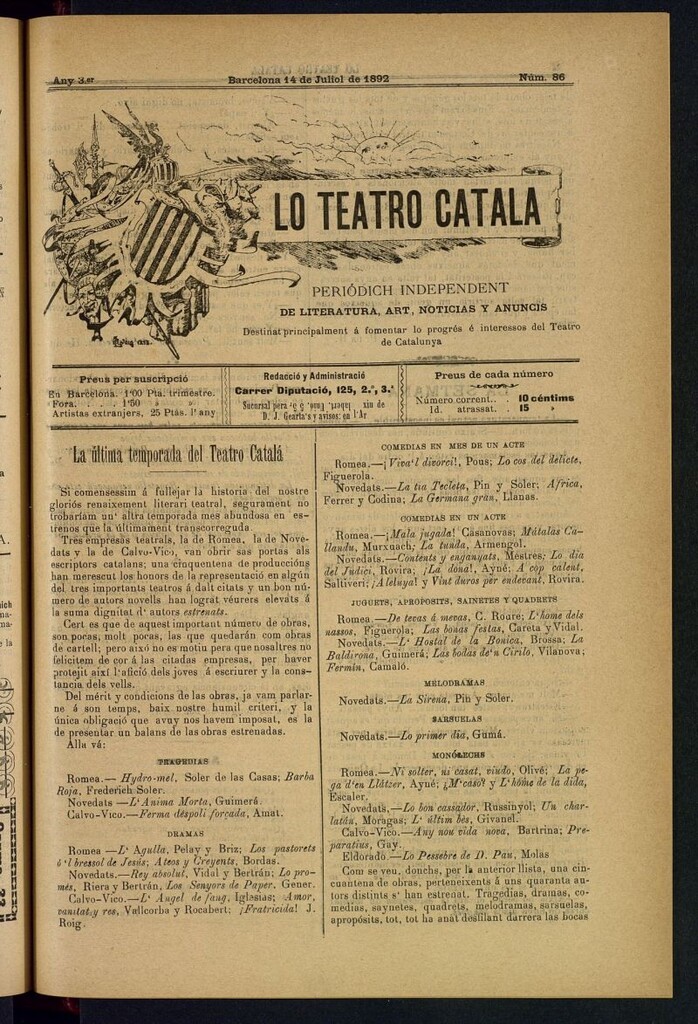 Any 3.er
Barcelona 14 de Juliol de 1892
Núm. 86
LO TEATRO CATALA
PERIÓDICH INDEPENDENT
DE LITERATURA, ART, NOTICIAS Y ANUNCIS
Destinat principalment á fomentar lo progrés é interessos del Teatro
de Catalunya
Preus per suscripció
En Barcelona. 1'00 Pta. trimestre.
Fora. . . 1'50 »
Artistas extranjers, 25 Ptas. l'any
Redacció y Administració
Carrer Diputació, 125, 2.ª, 3.ª
Sucursal pera
D. J. y avisos: en l'Ar
Preus de cada número
Número corrent. . 10 céntims
Id. atrassat. . 15 »
La última temporada del Teatro Catalá
Si comensessim á fullejar la historia del nostre
gloriós renaixement literari teatral, segurament no
trobariam un' altra temporada mes abundosa en es-
trenos que la últimament transcorreguda.
Tres empresas teatrals, la de Romea, la de Nove-
dats y la de Calvo-Vico, van obrir sas portas als
escriptors catalans; una cinquentena de produccións
han merescut los honors de la representació en algún
del tres importants teatros á dalt citats y un bon nú-
mero de autors novells han lograt véurers elevats á
la suma dignitat d' autors estrenats.
Cert es que de aquest important número de obras,
son pocas, molt pocas, las que quedarán com obras
de cartell; pero aixó no es motiu pera que nosaltres no
felicitem de cor á las citadas empresas, per haver
protejit aixi l'afició dels joves á escriurer y la cons-
tancia dels vells.
Del mérit y condicions de las obras, ja vam parlar-
ne á son temps, baix nostre humil criteri, y la
única obligació que avuy nos havem imposat, es la
de presentar un balans de las obras estrenadas.
Allu vá:
TRAGEDIAS
Romea.— Hydro-mel, Soler de las Casas; Barba
Roja, Frederich Soler.
Novedats —L' Anima Morta, Guimerá.
Calvo-Vico.—Ferma déspoli forçada, Amat.
DRAMAS
Romea —L' Agulla, Pelay y Briz; Los pastorets
ó 'l bressol de Jesús; Ateos y Creyents, Bordas.
Novedats.—Rey absolut, Vidal y Bertrán; Lo pro-
més, Riera y Bertrán, Los Senyors de Paper, Gener.
Calvo-Vico.—L' Angel de fang, Iglesias; Amor,
vanitat y res, Vallcorba y Rocabert; ¡Fratricida! J.
Roig.
COMEDIAS EN MES DE UN ACTE
Romea.—¡Viva'l divorci!, Pous; Lo cos del delicte,
Figuerola.
Novedats.—La tia Tecleta, Pin y Soler; Africa,
Ferrer y Codina; La Germana gran, Llanas.
COMEDIAS EN UN ACTE
Romea.—¡Mala jugada! Casanovas; Mátalas Ca-
llandu, Murxuach; La tunda, Armengol.
Novedats.—Contents y enganyats, Mestres; Lo dia
del Judici, Rovira; ¡La dona!, Ayné; A cop calent,
Saltiveri; ¡Aleluya! y Vint duros per endevant, Rovira.
JUGUETS, APROPOSITS, SAINETES Y QUADRETS
Romea.—De tevas á mevas, C. Roure; L'home dels
nassos, Figuerola; Las bonas festas, Careta y Vidal.
Novedats.—L' Hostal de la Bonica, Brossa; La
Baldirona, Guimerá; Las bodas de'n Cirilo, Vilanova;
Fermin, Camaló.
MELODRAMAS
Novedats.—La Sirena, Pin y Soler.
SARSUELAS
Novedats.—Lo primer dia, Gumá.
MONÓLECHS
Romea.—Ni solter, ni casat, viudo, Olivé; La pe-
ga d'en Llátzer, Ayné; ¿M'caso? y L'home de la dida,
Escaler.
Novedats.—Lo bon cassador, Russinyol; Un char-
latán, Moragas; L' últim bès, Givanel.
Calvo-Vico.—Any nou vida nova, Bartrina; Pre-
paratius, Guy.
Eldorado.—Lo Pessebre de D. Pau, Molas
Com se veu, donchs, per la anterior llista, una cin-
cuantena de obras, perteneixents á uns quaranta au-
tors distints s' han estrenat. Tragedias, dramas, co-
medias, saynetes, quadrets, melodramas, sarsuelas,
apropósits, tot, tot ha anat desfilant darrera las bocas